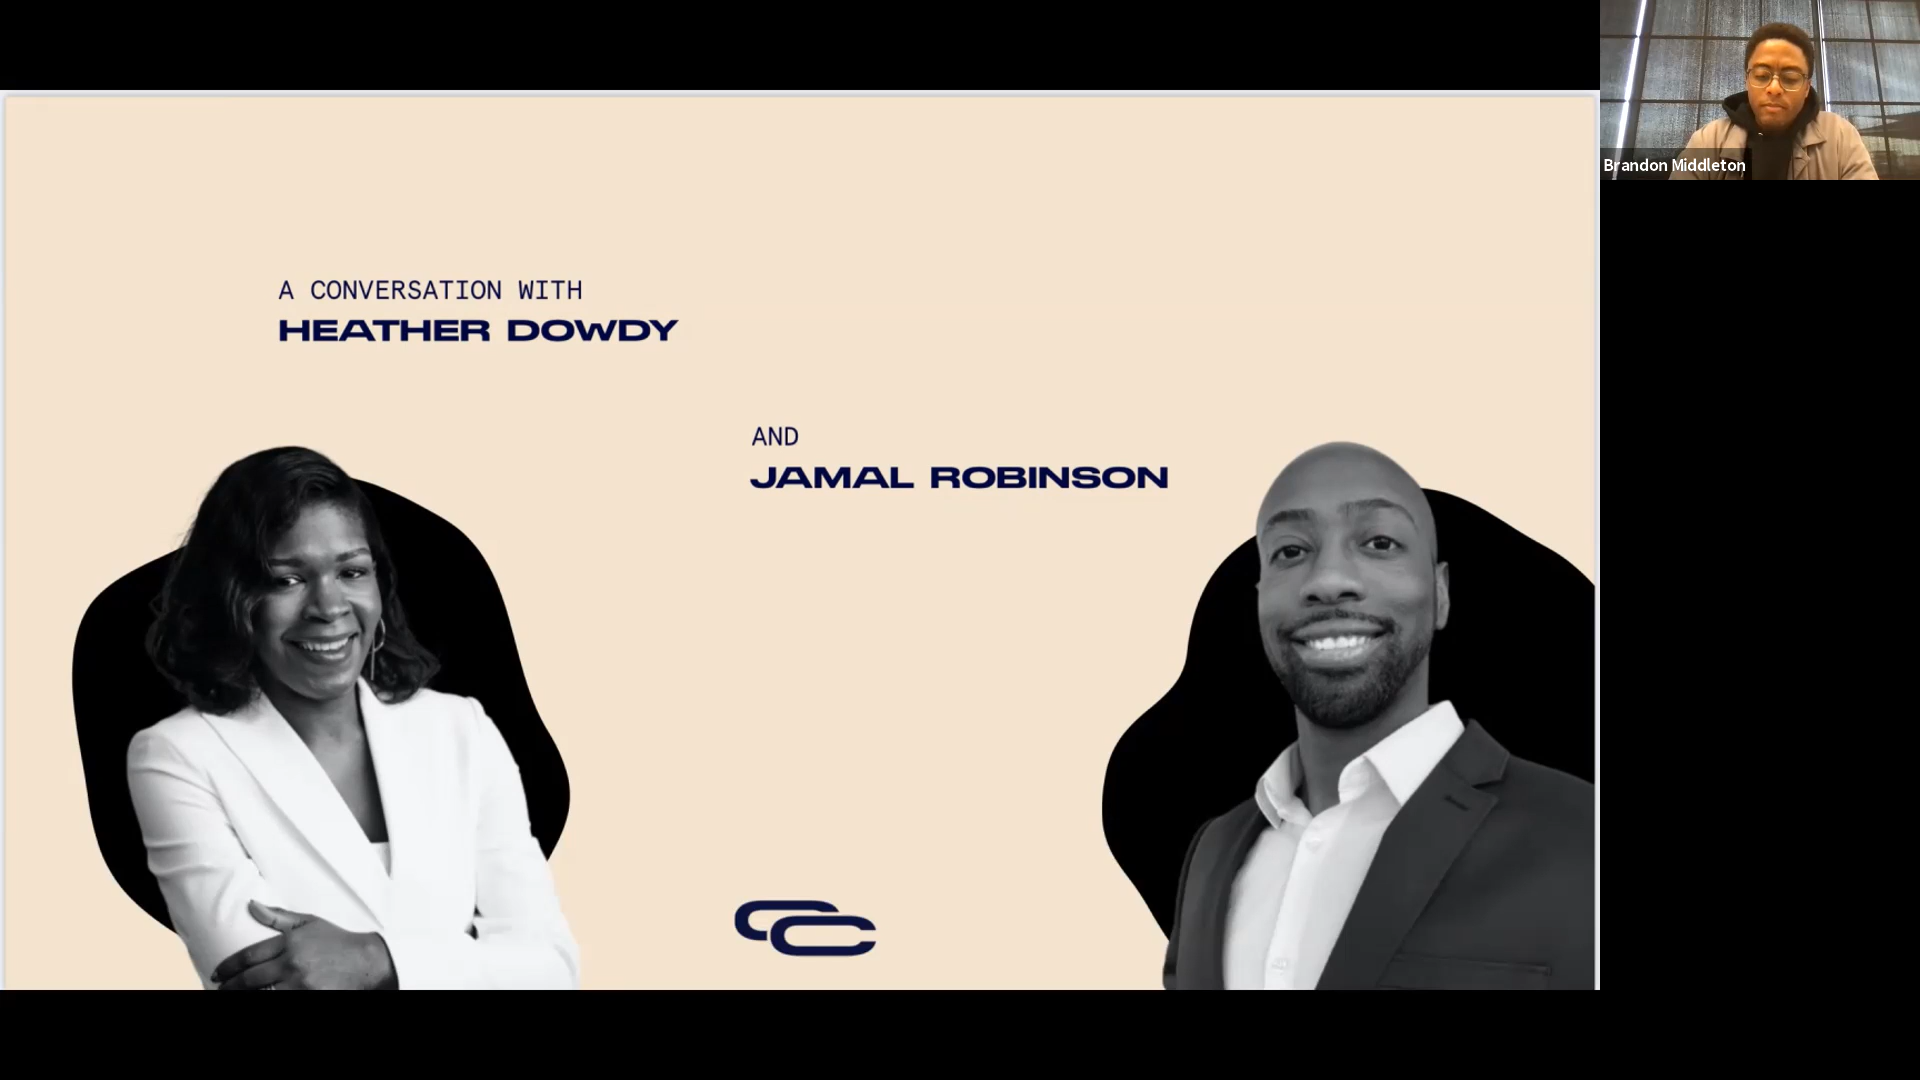 A CONVERSATION WITH
HEATHER DOWDY
AND
JAMAL ROBINSON
Brandon Middleton